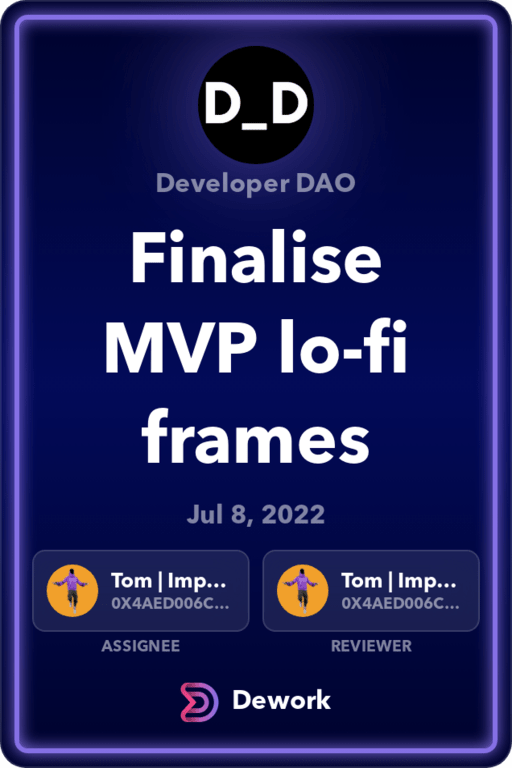 D_D
Developer DAO
Finalise
MVP lo-fi
frames
Jul 8, 2022
Tom | Imp...
0X4AED006C...
ASSIGNEE
Tom | Imp...
0X4AED006C...
REVIEWER
Dework